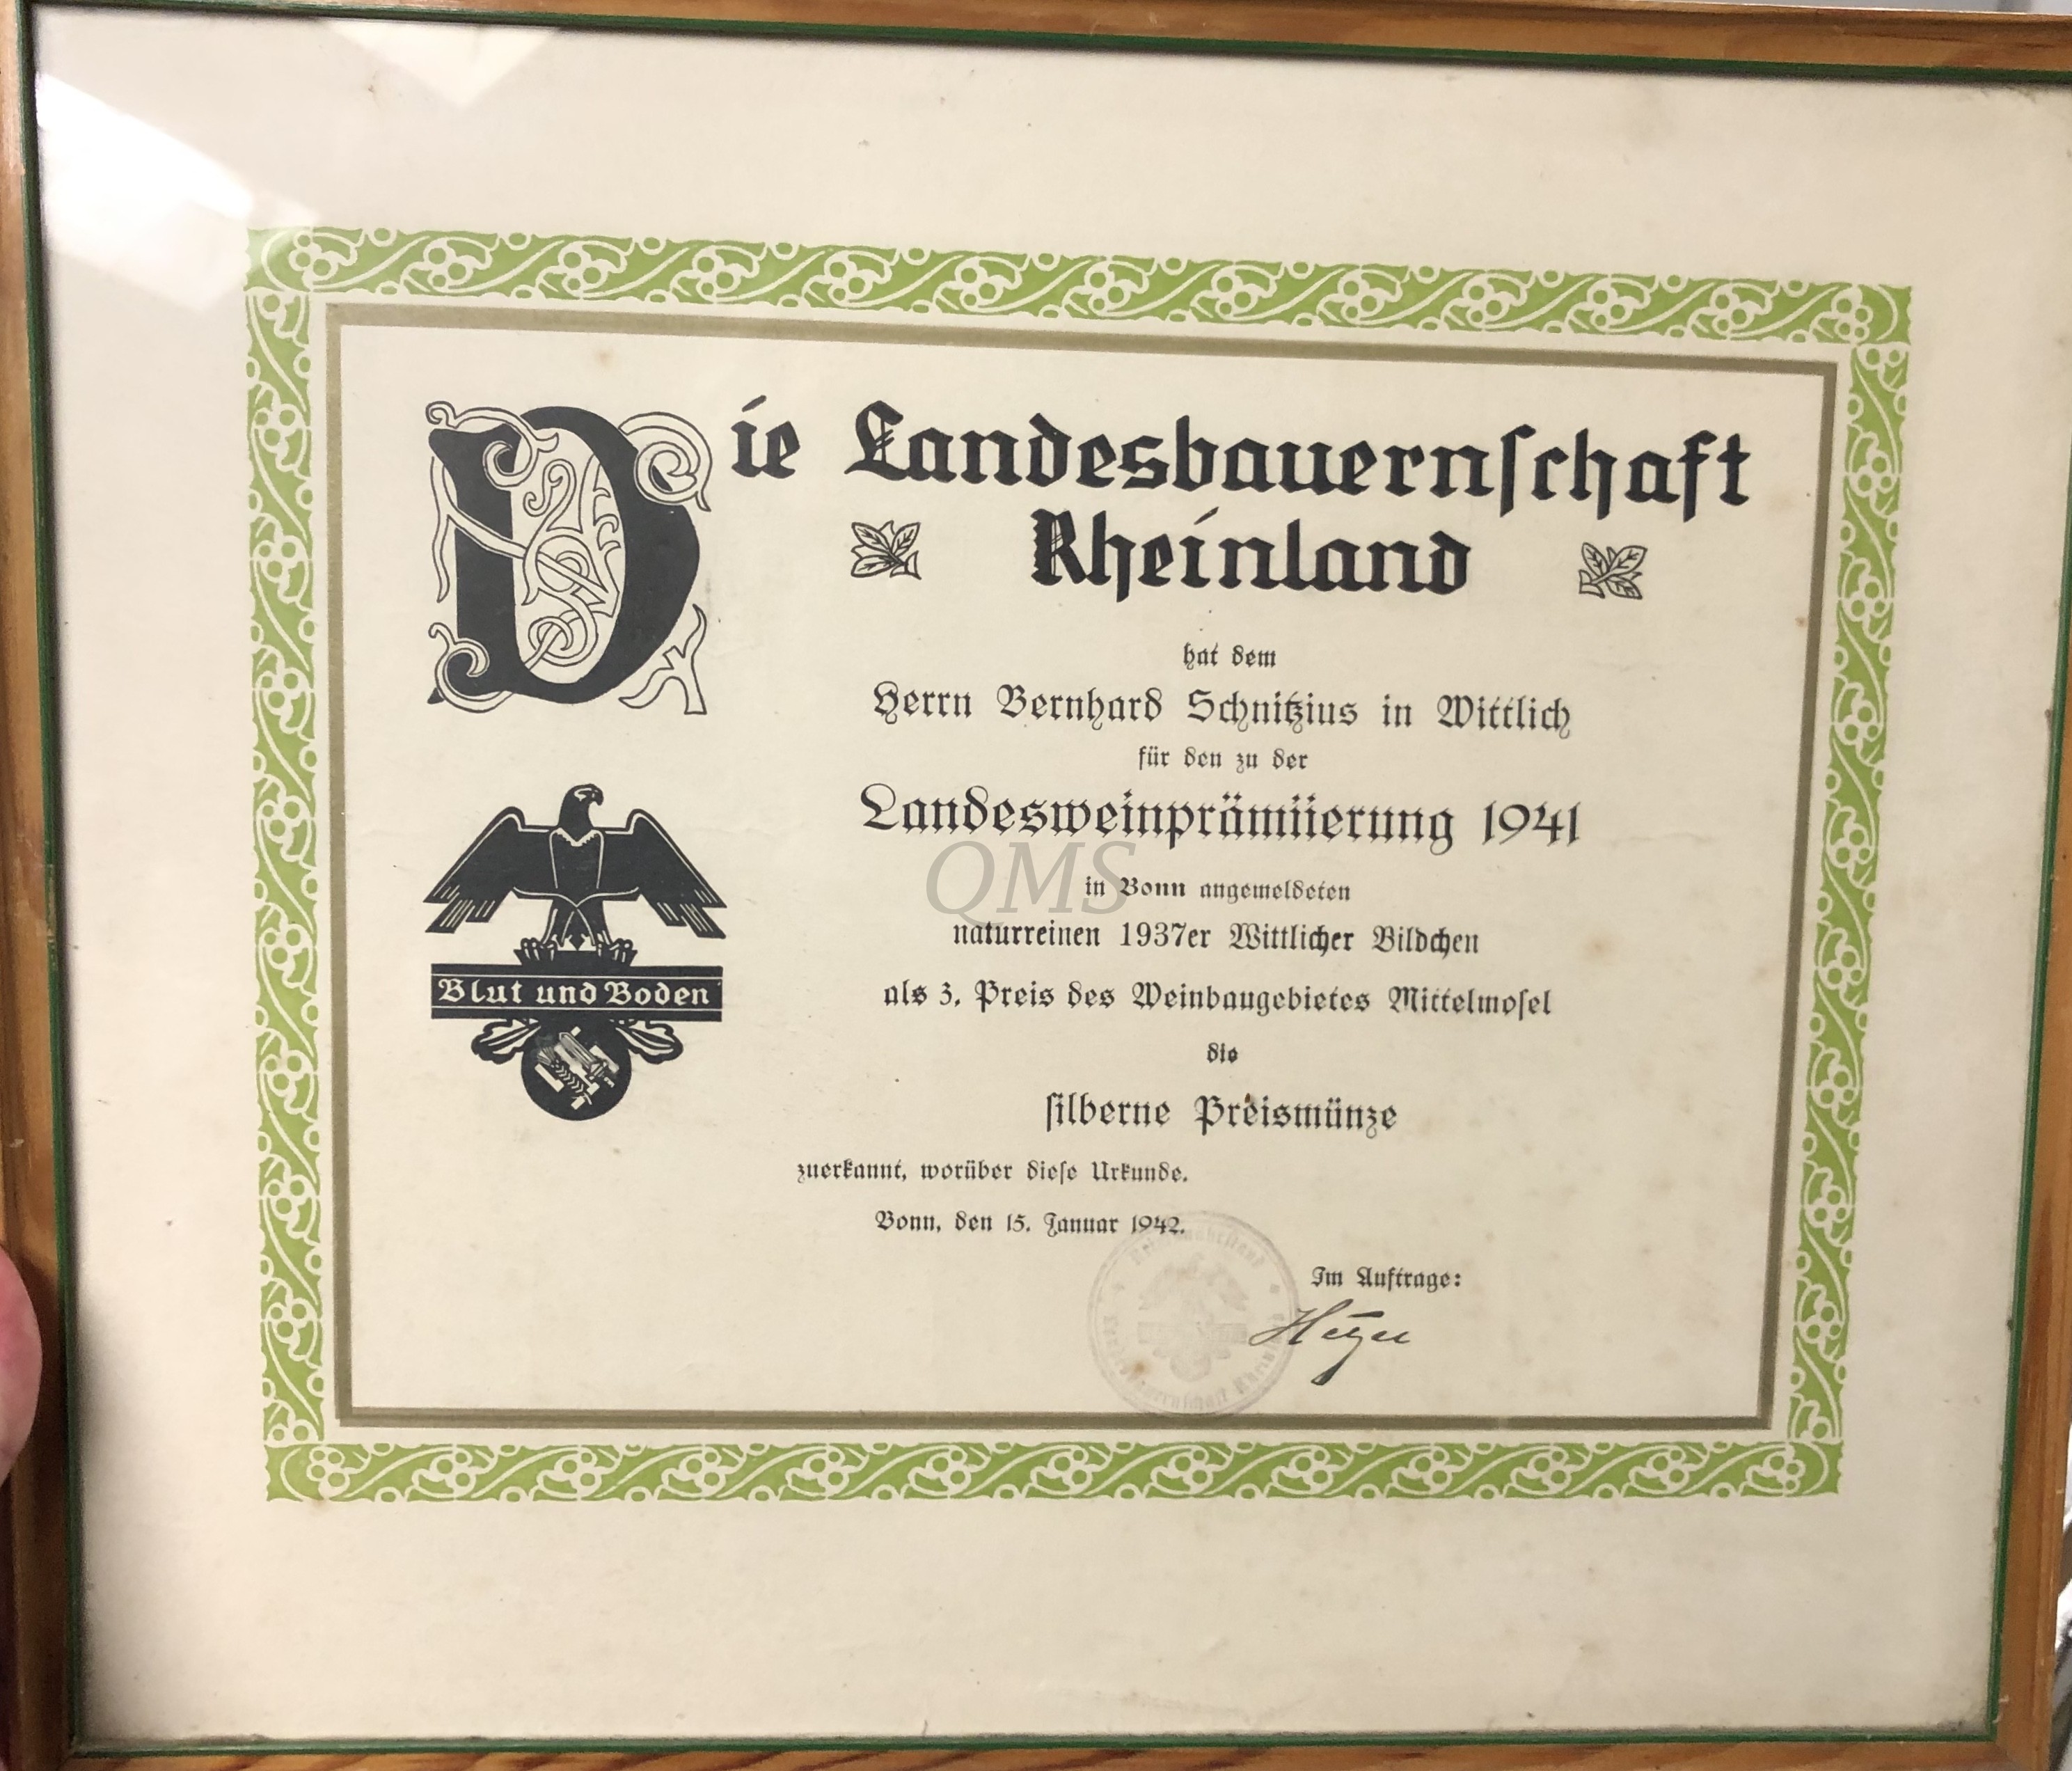 Die Landesbauernſchaft
Rheinland
hat dem
Herrn Bernhard Schnitzius in Wittlich
für den zu der
Landesweinprämiierung 1941
QMS
in Bonn angemeldeten
naturreinen 1937er Wittlicher Bildchen
als 3. Preis des Weinbaugebietes Mittelmoſel
die
ſilberne Preismünze
zuerkannt, worüber dieſe Urkunde.
Bonn, den 15. Januar 1942.
Im Auftrage:
Blut und Boden